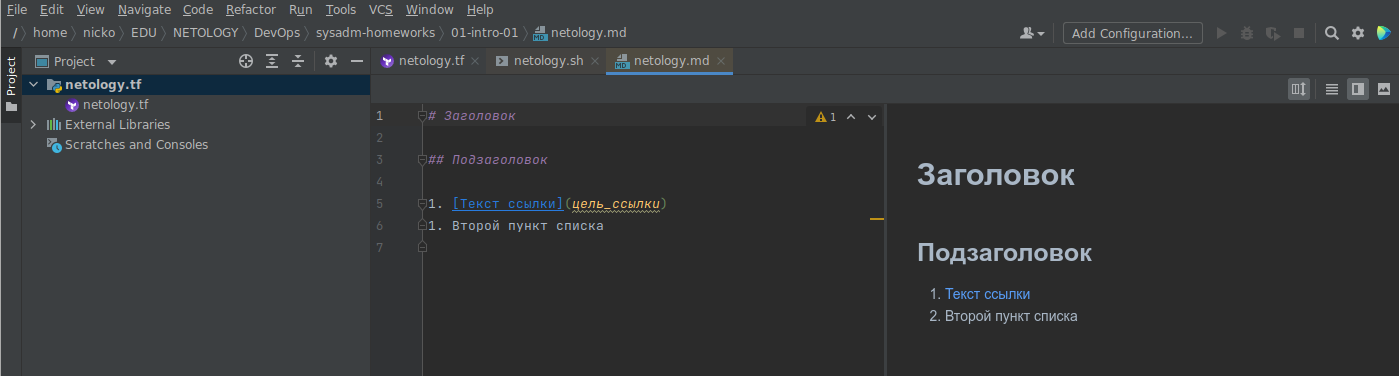 File Edit View Navigate Code Refactor Run Tools VCS Window Help
/ home nicko EDU NETOLOGY DevOps sysadm-homeworks 01-intro-01 netology.md
Add Configuration...
Project
Project
netology.tf
netology.tf
External Libraries
Scratches and Consoles
netology.tf netology.sh netology.md
1 # Заголовок
1
2
3 ## Подзаголовок
4
5 1. [Текст ссылки](цель_ссылки)
6 1. Второй пункт списка
7
Заголовок
Подзаголовок
1. Текст ссылки
2. Второй пункт списка